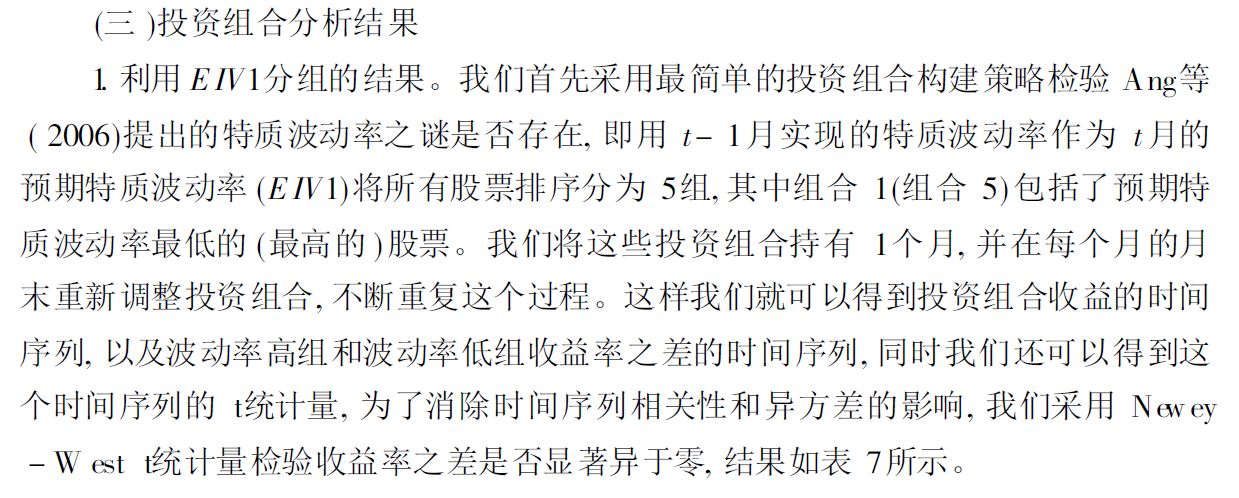 (三)投资组合分析结果
1. 利用 EIV1分组的结果。我们首先采用最简单的投资组合构建策略检验 Ang等
(2006)提出的特质波动率之谜是否存在, 即用 t- 1月实现的特质波动率作为 t月的
预期特质波动率 (EIV1)将所有股票排序分为 5组, 其中组合 1(组合 5)包括了预期特
质波动率最低的 (最高的)股票。我们将这些投资组合持有 1个月, 并在每个月的月
末重新调整投资组合, 不断重复这个过程。这样我们就可以得到投资组合收益的时间
序列, 以及波动率高组和波动率低组收益率之差的时间序列, 同时我们还可以得到这
个时间序列的 t统计量, 为了消除时间序列相关性和异方差的影响, 我们采用 Newey
- West t统计量检验收益率之差是否显著异于零, 结果如表 7所示。